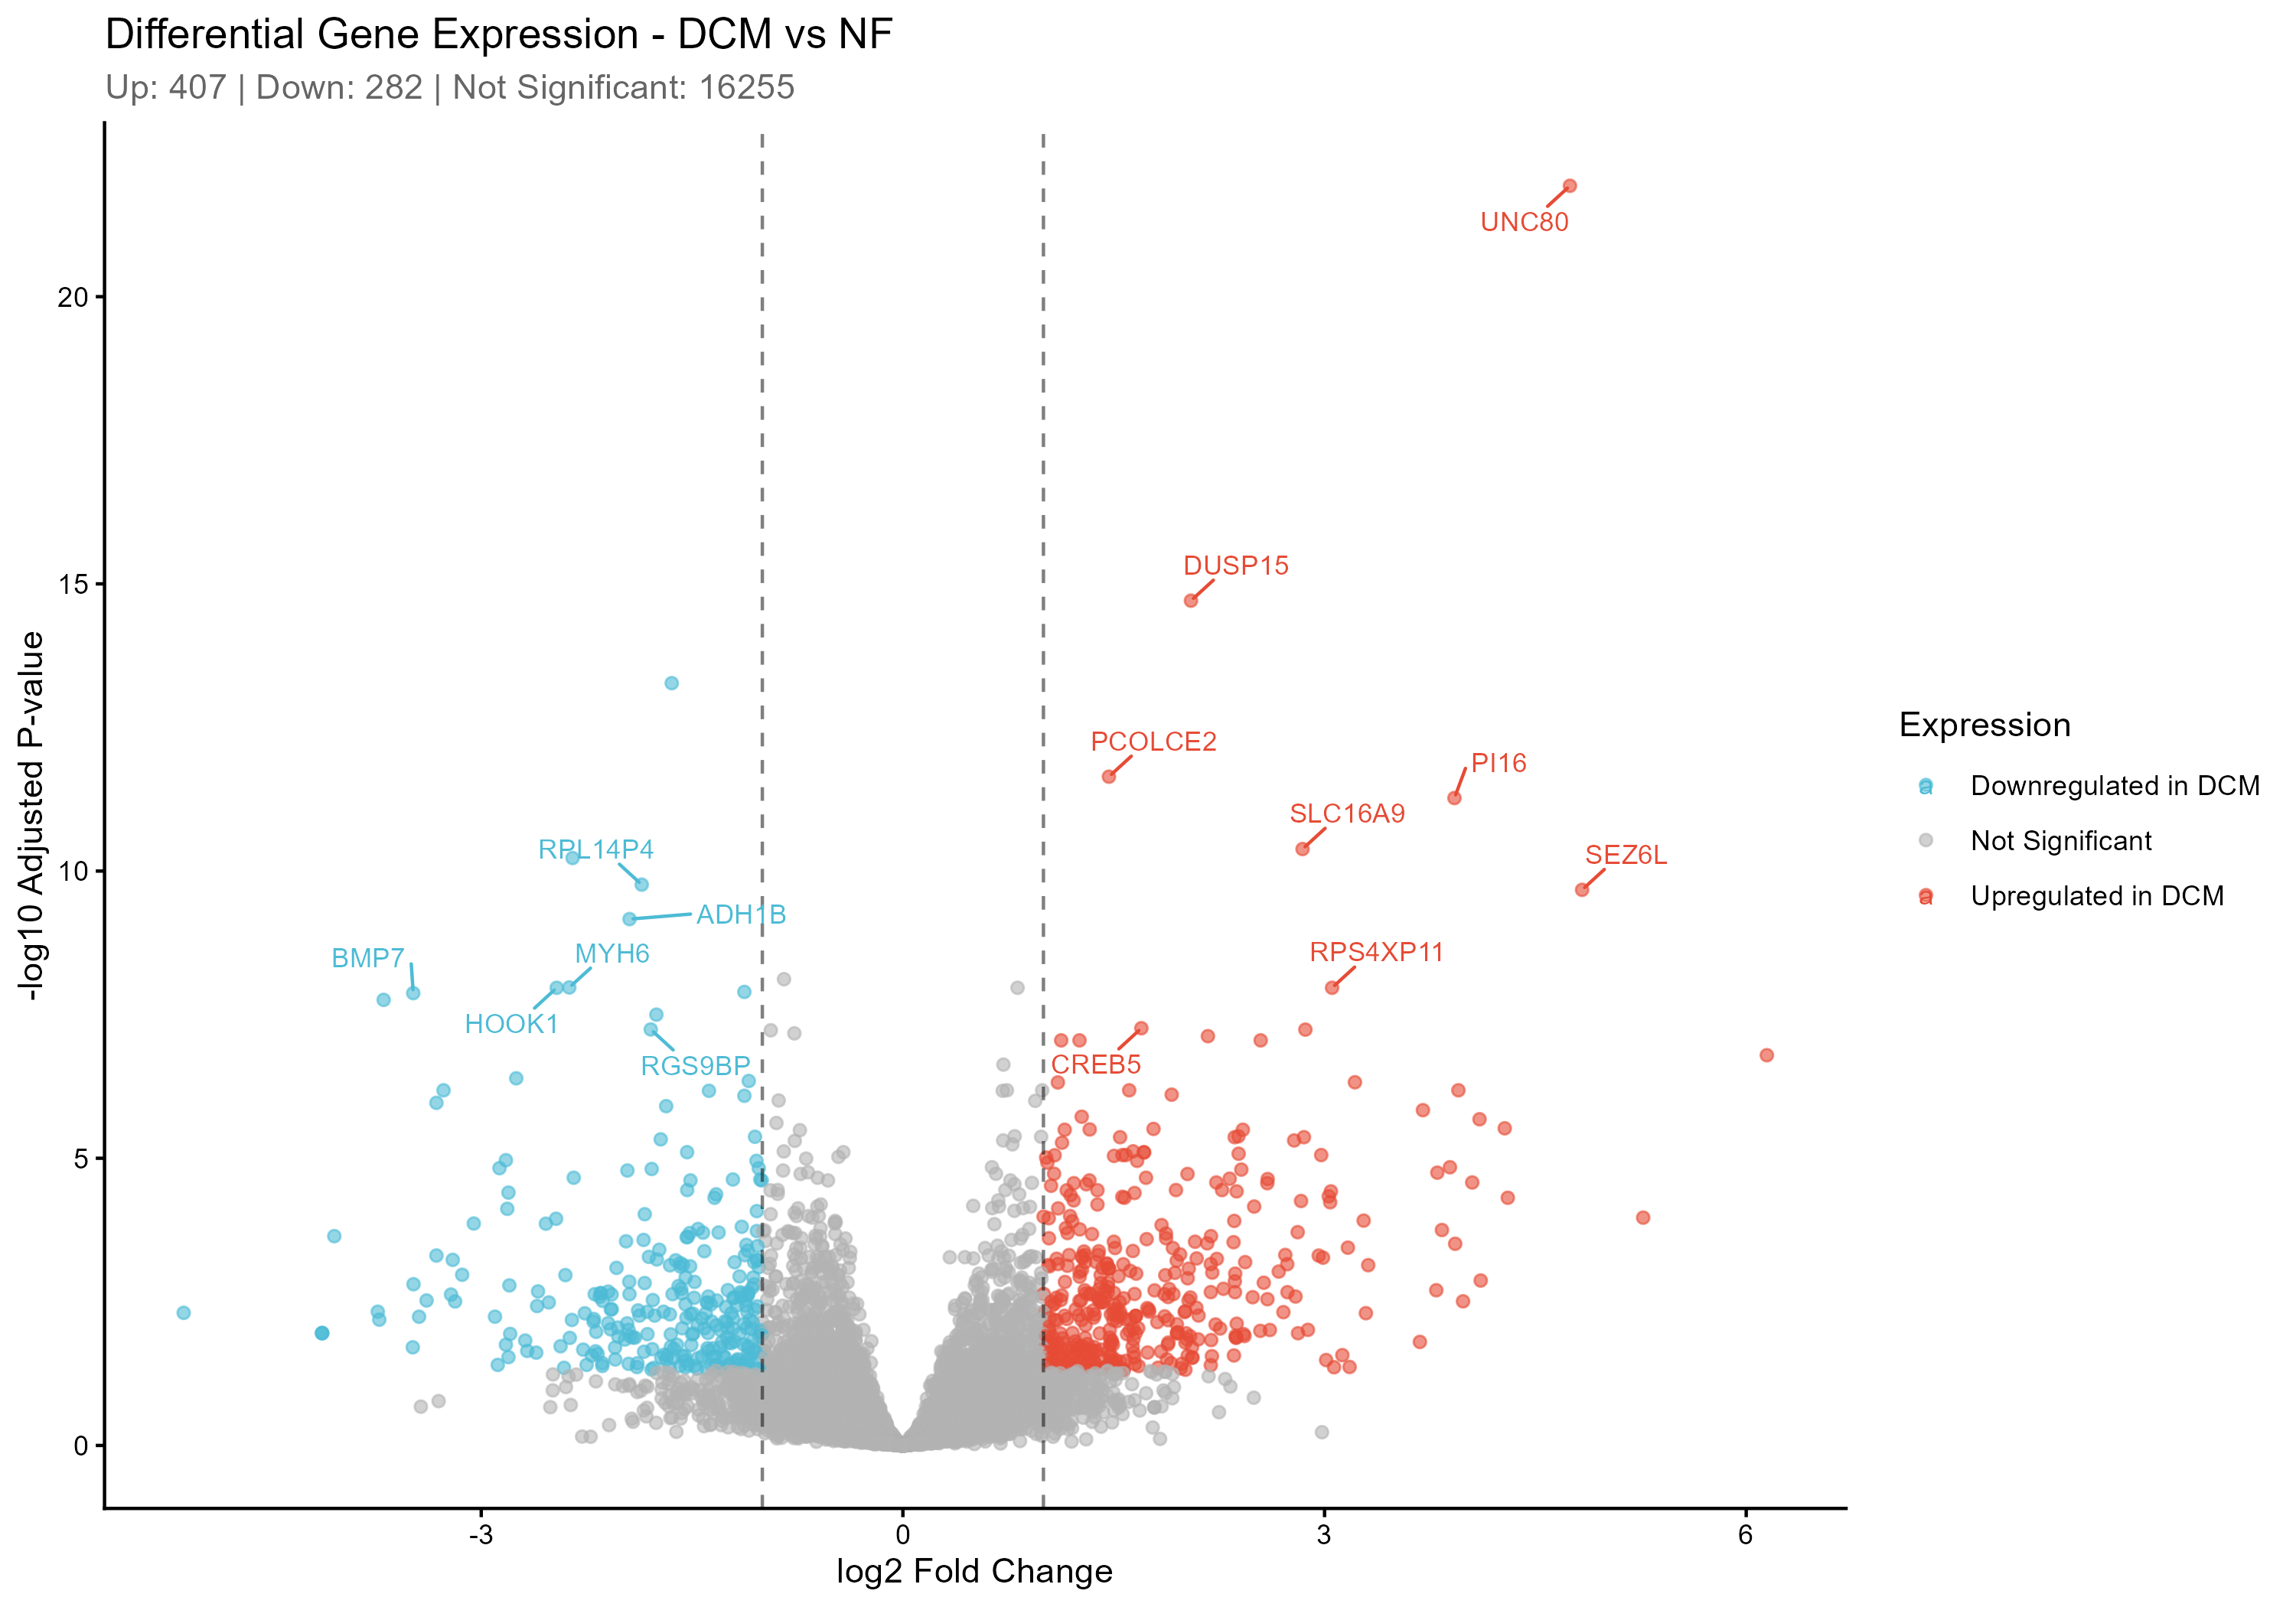 Differential Gene Expression - DCM vs NF
Up: 407 | Down: 282 | Not Significant: 16255
UNC80
20
DUSP15
15
PCOLCE2
PI16
SLC16A9
RPL14P4
SEZ6L
10
ADH1B
MYH6
BMP7
RPS4XP11
HOOK1
RGS9BP
CREB5
5
0
-log10 Adjusted P-value
-3
0
3
6
log2 Fold Change
Expression
Downregulated in DCM
Not Significant
Upregulated in DCM